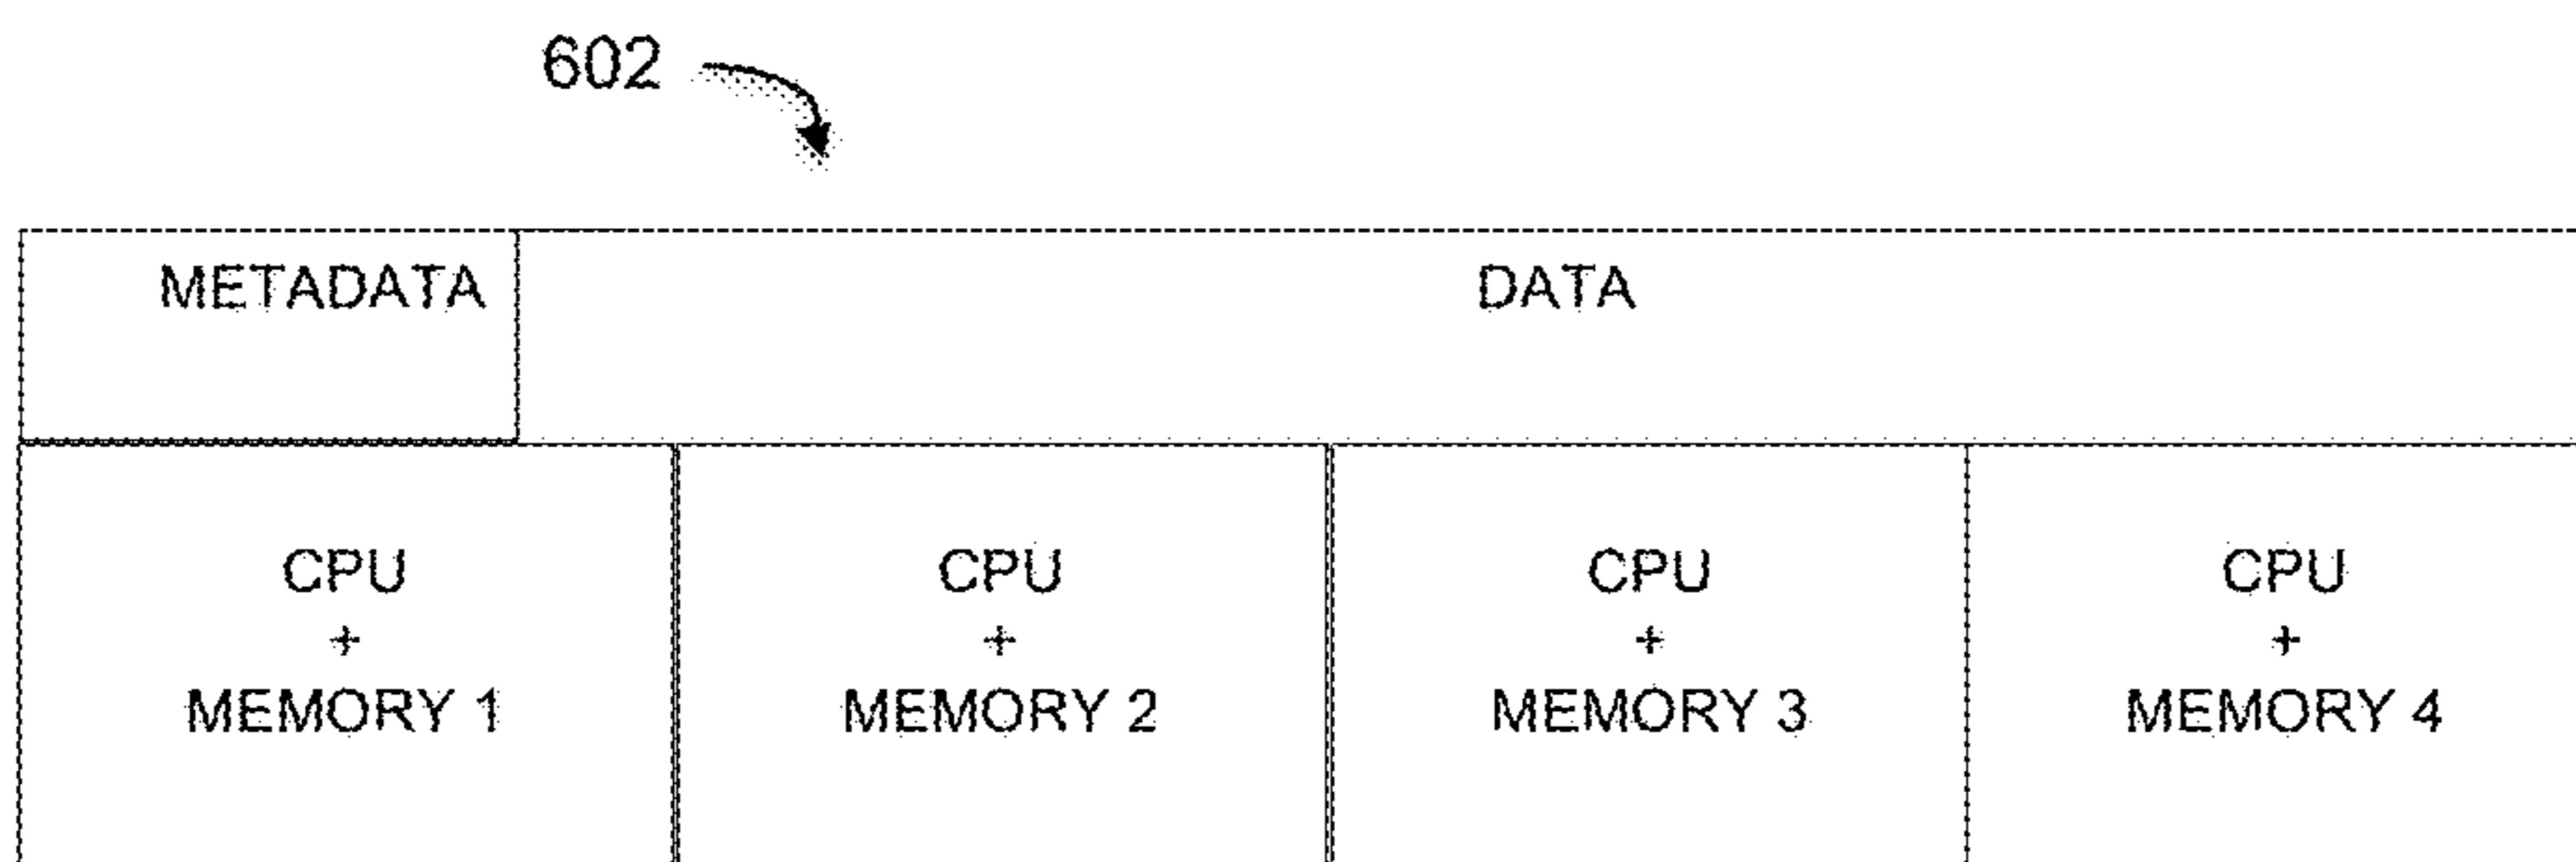 602
METADATA
DATA
CPU
+
MEMORY 1
CPU
+
MEMORY 2
CPU
+
MEMORY 3
CPU
+
MEMORY 4